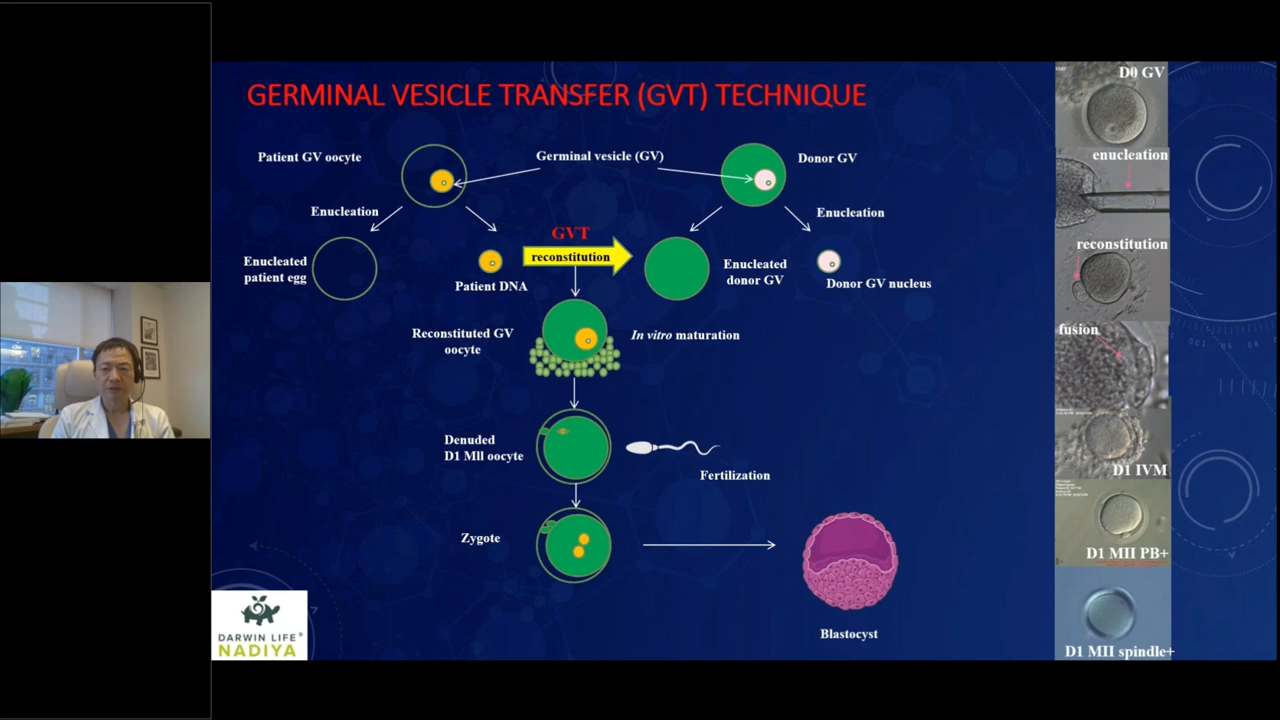 GERMINAL VESICLE TRANSFER (GVT) TECHNIQUE
Patient GV oocyte
Germinal vesicle (GV)
Donor GV
Enucleation
Enucleation
GVT
reconstitution
Enucleated
patient egg
Patient DNA
Enucleated
donor GV
Donor GV nucleus
Reconstituted GV
oocyte
In vitro maturation
Denuded
D1 Mll oocyte
Fertilization
Zygote
Blastocyst
D0 GV
enucleation
reconstitution
fusion
D1 IVM
D1 MII PB+
D1 MII spindle+
DARWIN LIFE®
NADIYA